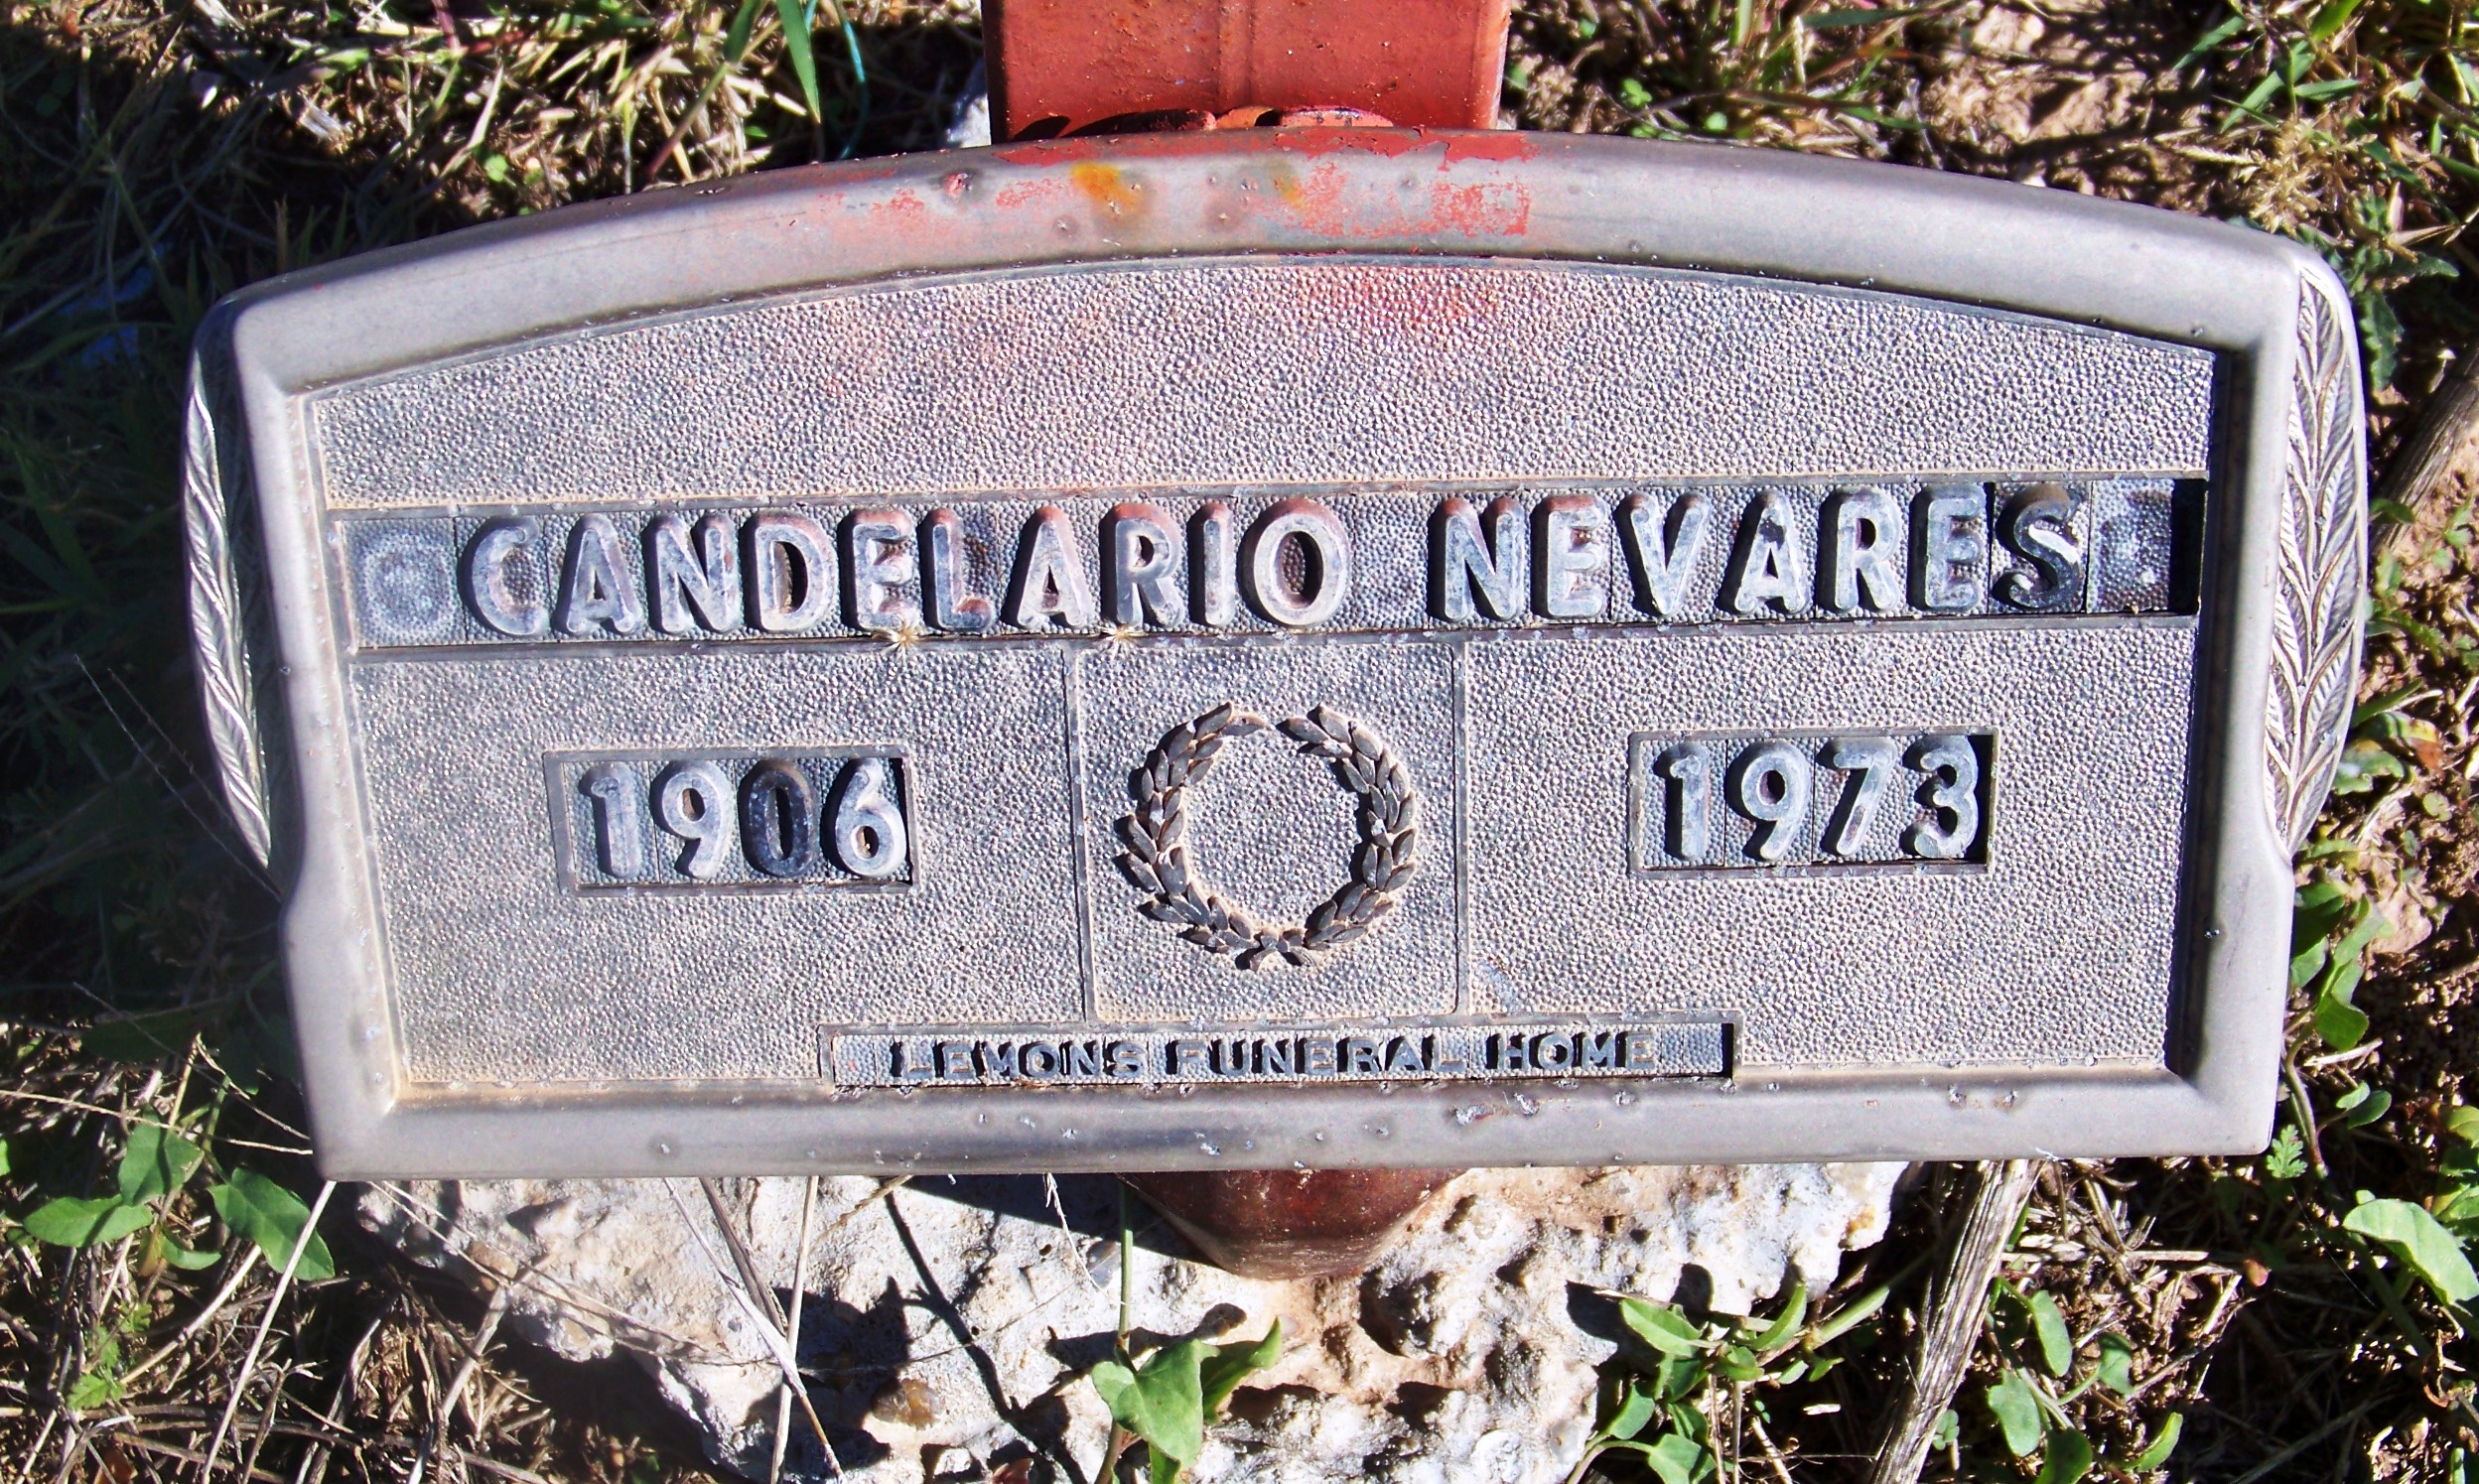 CANDELARIO NEVARES
1906 1973
LEMONS FUNERAL HOME